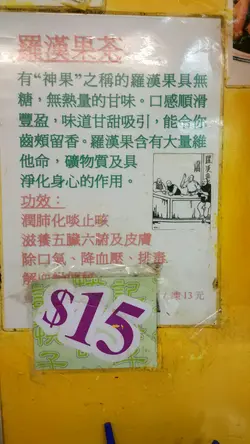 羅漢果茶
有“神果”之稱的羅漢果具無
糖，無熱量的甘味。口感順滑
豐盈，味道甘甜吸引，能令你
齒頰留香。羅漢果含有大量維
他命，礦物質及具
淨化身心的作用。
功效：
潤肺化痰止咳
滋養五臟六腑及皮膚
除口氣、降血壓、排毒
$15
13元